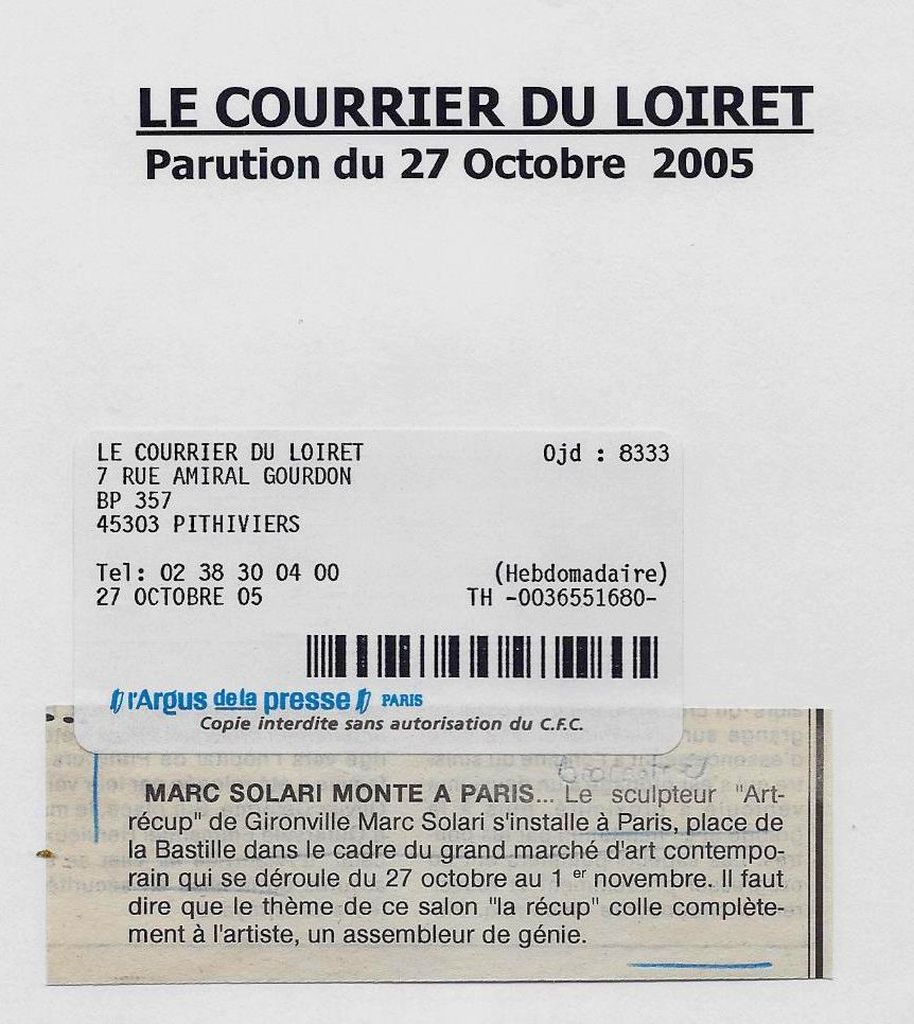 LE COURRIER DU LOIRET
Parution du 27 Octobre 2005
LE COURRIER DU LOIRET Ojd : 8333
7 RUE AMIRAL GOURDON
BP 357
45303 PITHIVIERS
Tel: 02 38 30 04 00 (Hebdomadaire)
27 OCTOBRE 05 TH -0036551680-
l'Argus de la presse PARIS
Copie interdite sans autorisation du C.F.C.
MARC SOLARI MONTE A PARIS... Le sculpteur "Art-
récup" de Gironville Marc Solari s'installe à Paris, place de
la Bastille dans le cadre du grand marché d'art contempo-
rain qui se déroule du 27 octobre au 1 er novembre. Il faut
dire que le thème de ce salon "la récup" colle complète-
ment à l'artiste, un assembleur de génie.